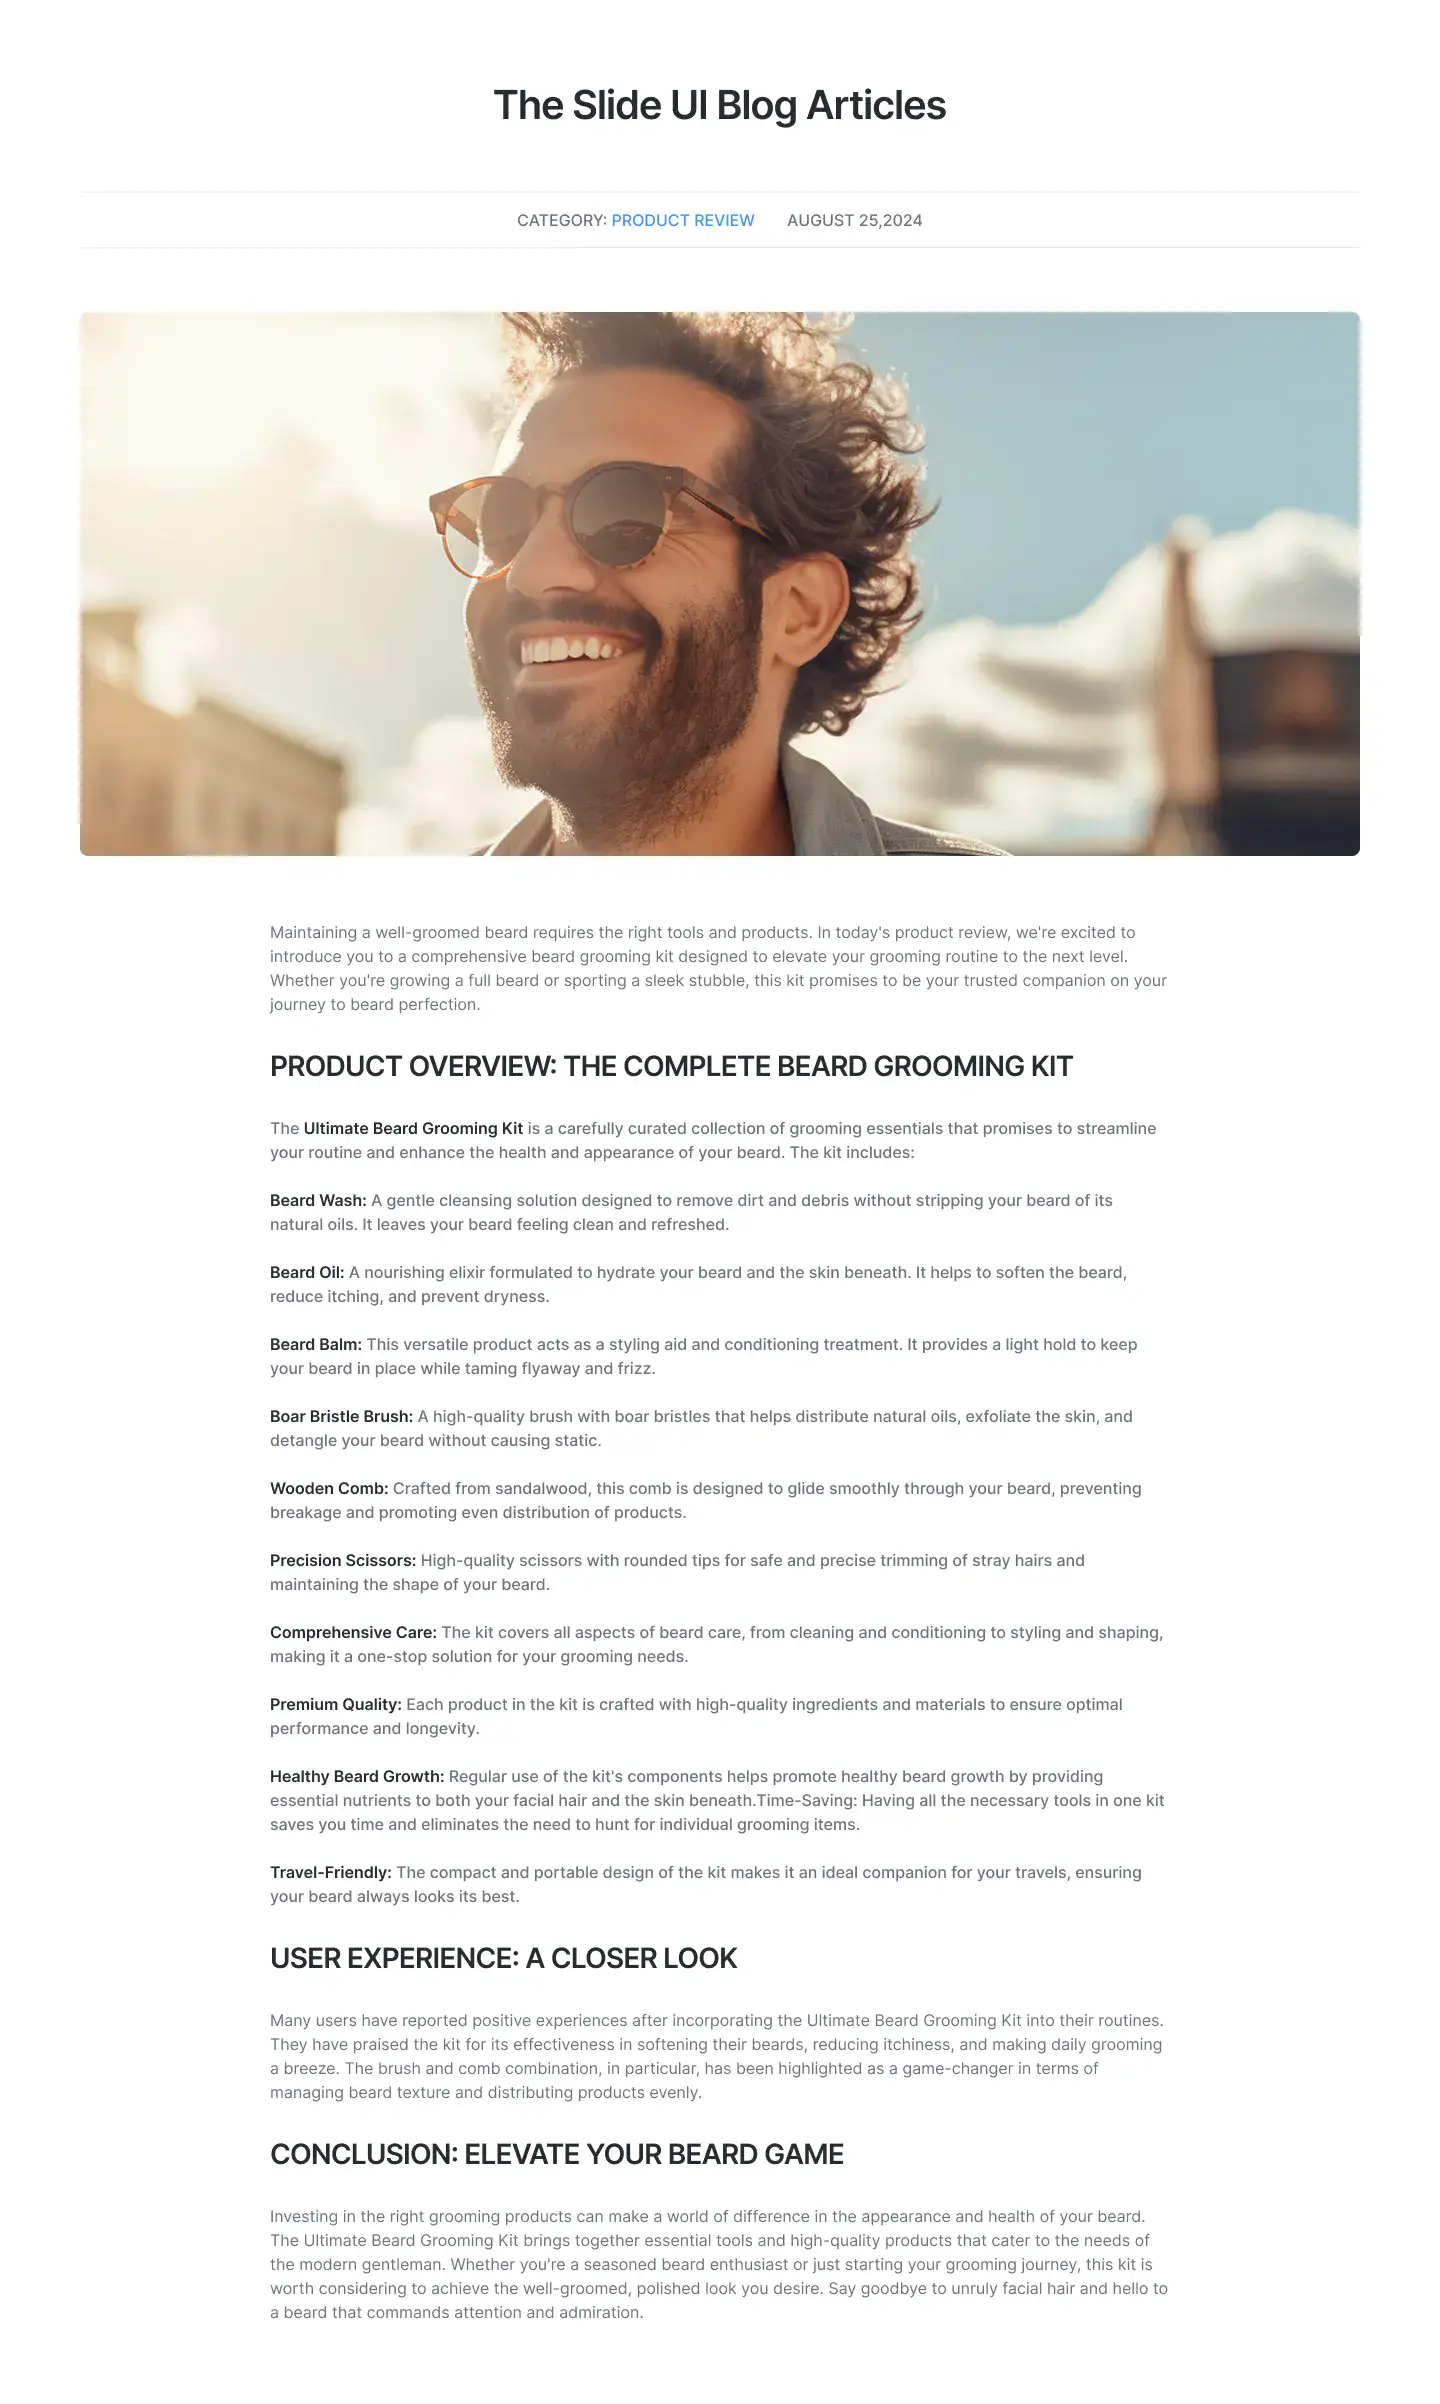 The Slide UI Blog Articles
CATEGORY: PRODUCT REVIEW AUGUST 25,2024
Maintaining a well-groomed beard requires the right tools and products. In today's product review, we're excited to
introduce you to a comprehensive beard grooming kit designed to elevate your grooming routine to the next level.
Whether you're growing a full beard or sporting a sleek stubble, this kit promises to be your trusted companion on your
journey to beard perfection.
PRODUCT OVERVIEW: THE COMPLETE BEARD GROOMING KIT
The Ultimate Beard Grooming Kit is a carefully curated collection of grooming essentials that promises to streamline
your routine and enhance the health and appearance of your beard. The kit includes:
Beard Wash: A gentle cleansing solution designed to remove dirt and debris without stripping your beard of its
natural oils. It leaves your beard feeling clean and refreshed.
Beard Oil: A nourishing elixir formulated to hydrate your beard and the skin beneath. It helps to soften the beard,
reduce itching, and prevent dryness.
Beard Balm: This versatile product acts as a styling aid and conditioning treatment. It provides a light hold to keep
your beard in place while taming flyaway and frizz.
Boar Bristle Brush: A high-quality brush with boar bristles that helps distribute natural oils, exfoliate the skin, and
detangle your beard without causing static.
Wooden Comb: Crafted from sandalwood, this comb is designed to glide smoothly through your beard, preventing
breakage and promoting even distribution of products.
Precision Scissors: High-quality scissors with rounded tips for safe and precise trimming of stray hairs and
maintaining the shape of your beard.
Comprehensive Care: The kit covers all aspects of beard care, from cleaning and conditioning to styling and shaping,
making it a one-stop solution for your grooming needs.
Premium Quality: Each product in the kit is crafted with high-quality ingredients and materials to ensure optimal
performance and longevity.
Healthy Beard Growth: Regular use of the kit's components helps promote healthy beard growth by providing
essential nutrients to both your facial hair and the skin beneath.Time-Saving: Having all the necessary tools in one kit
saves you time and eliminates the need to hunt for individual grooming items.
Travel-Friendly: The compact and portable design of the kit makes it an ideal companion for your travels, ensuring
your beard always looks its best.
USER EXPERIENCE: A CLOSER LOOK
Many users have reported positive experiences after incorporating the Ultimate Beard Grooming Kit into their routines.
They have praised the kit for its effectiveness in softening their beards, reducing itchiness, and making daily grooming
a breeze. The brush and comb combination, in particular, has been highlighted as a game-changer in terms of
managing beard texture and distributing products evenly.
CONCLUSION: ELEVATE YOUR BEARD GAME
Investing in the right grooming products can make a world of difference in the appearance and health of your beard.
The Ultimate Beard Grooming Kit brings together essential tools and high-quality products that cater to the needs of
the modern gentleman. Whether you're a seasoned beard enthusiast or just starting your grooming journey, this kit is
worth considering to achieve the well-groomed, polished look you desire. Say goodbye to unruly facial hair and hello to
a beard that commands attention and admiration.